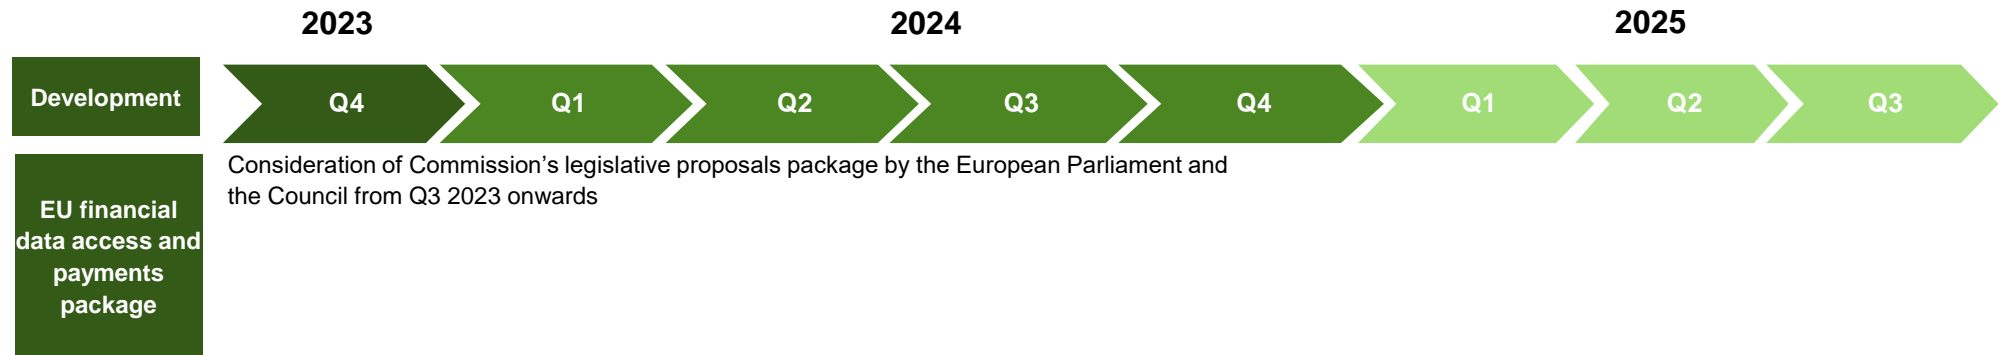 2023
2024
2025
Development
Q4
Q1
Q2
Q3
Q4
Q1
Q2
Q3
EU financial
data access and
payments
package
Consideration of Commission’s legislative proposals package by the European Parliament and
the Council from Q3 2023 onwards